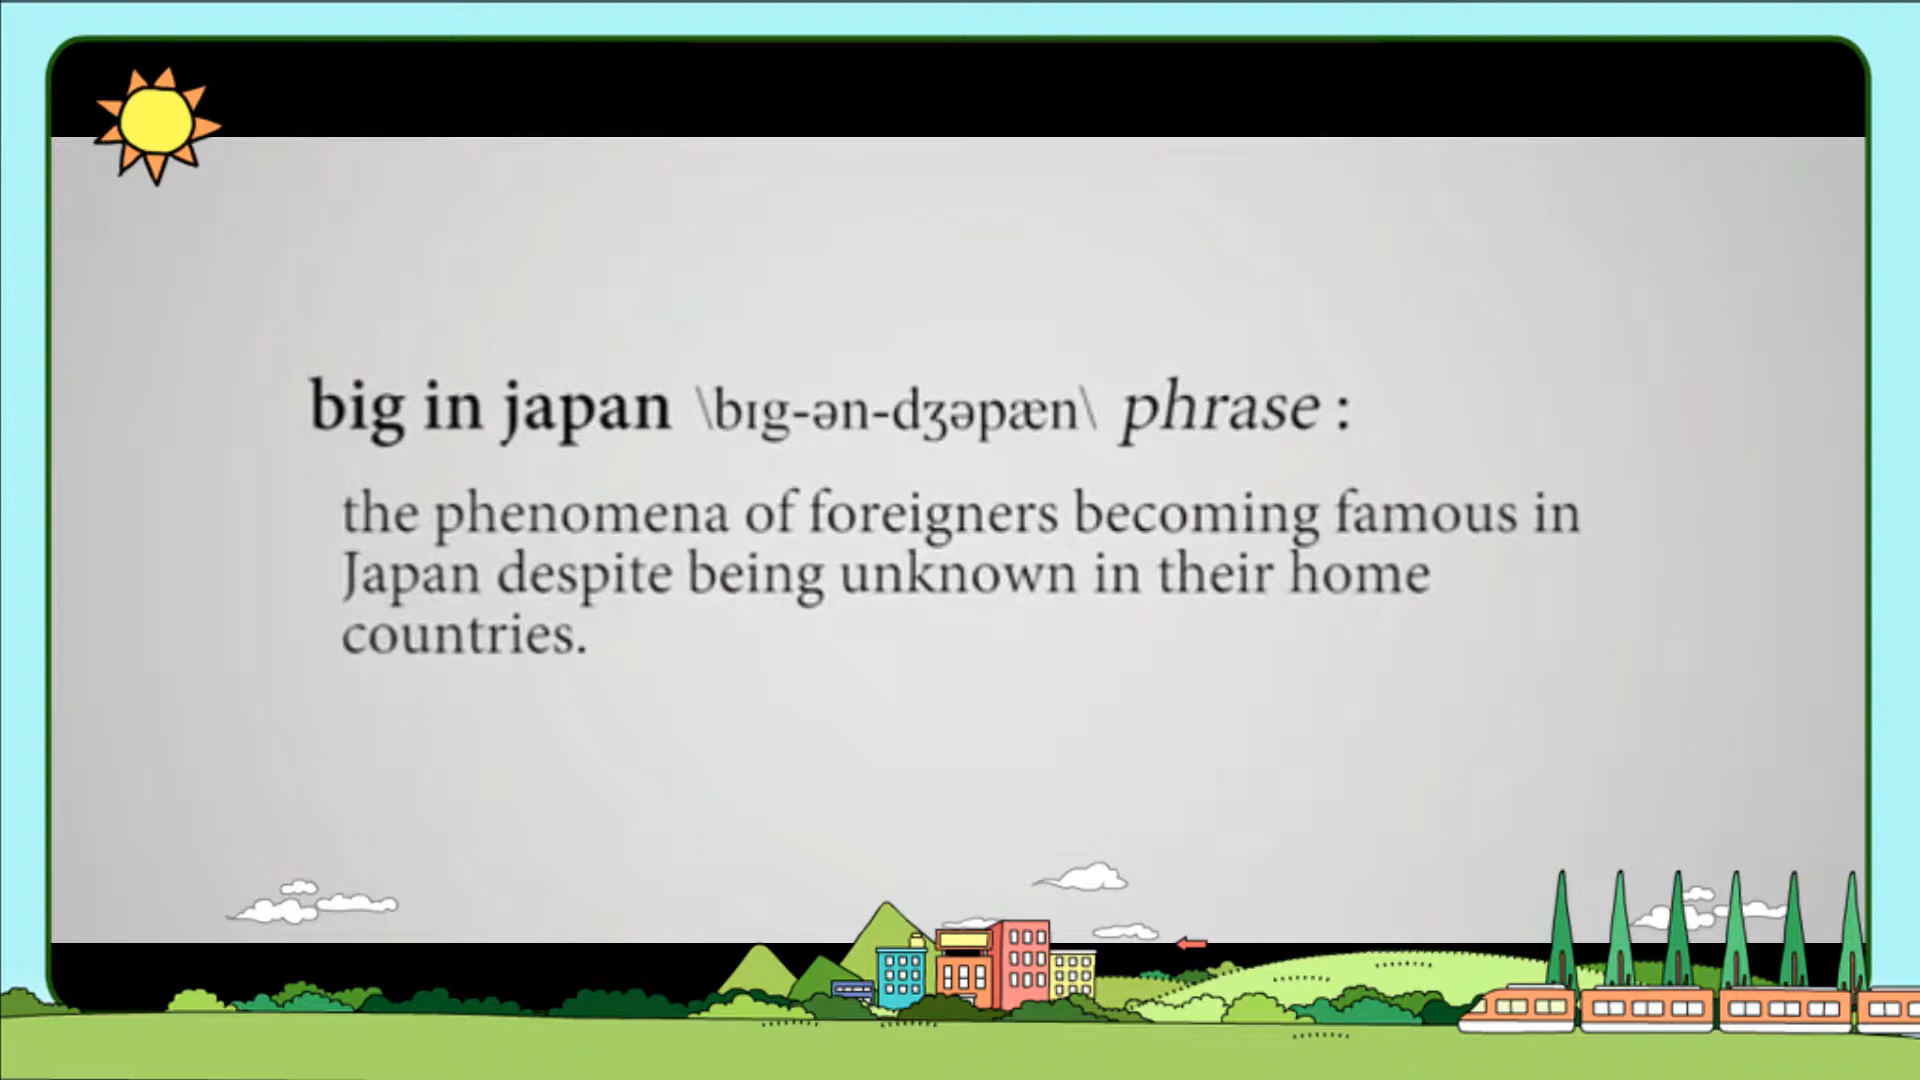 big in japan \bɪg-ən-dʒəpæn\ phrase :
the phenomena of foreigners becoming famous in
Japan despite being unknown in their home
countries.